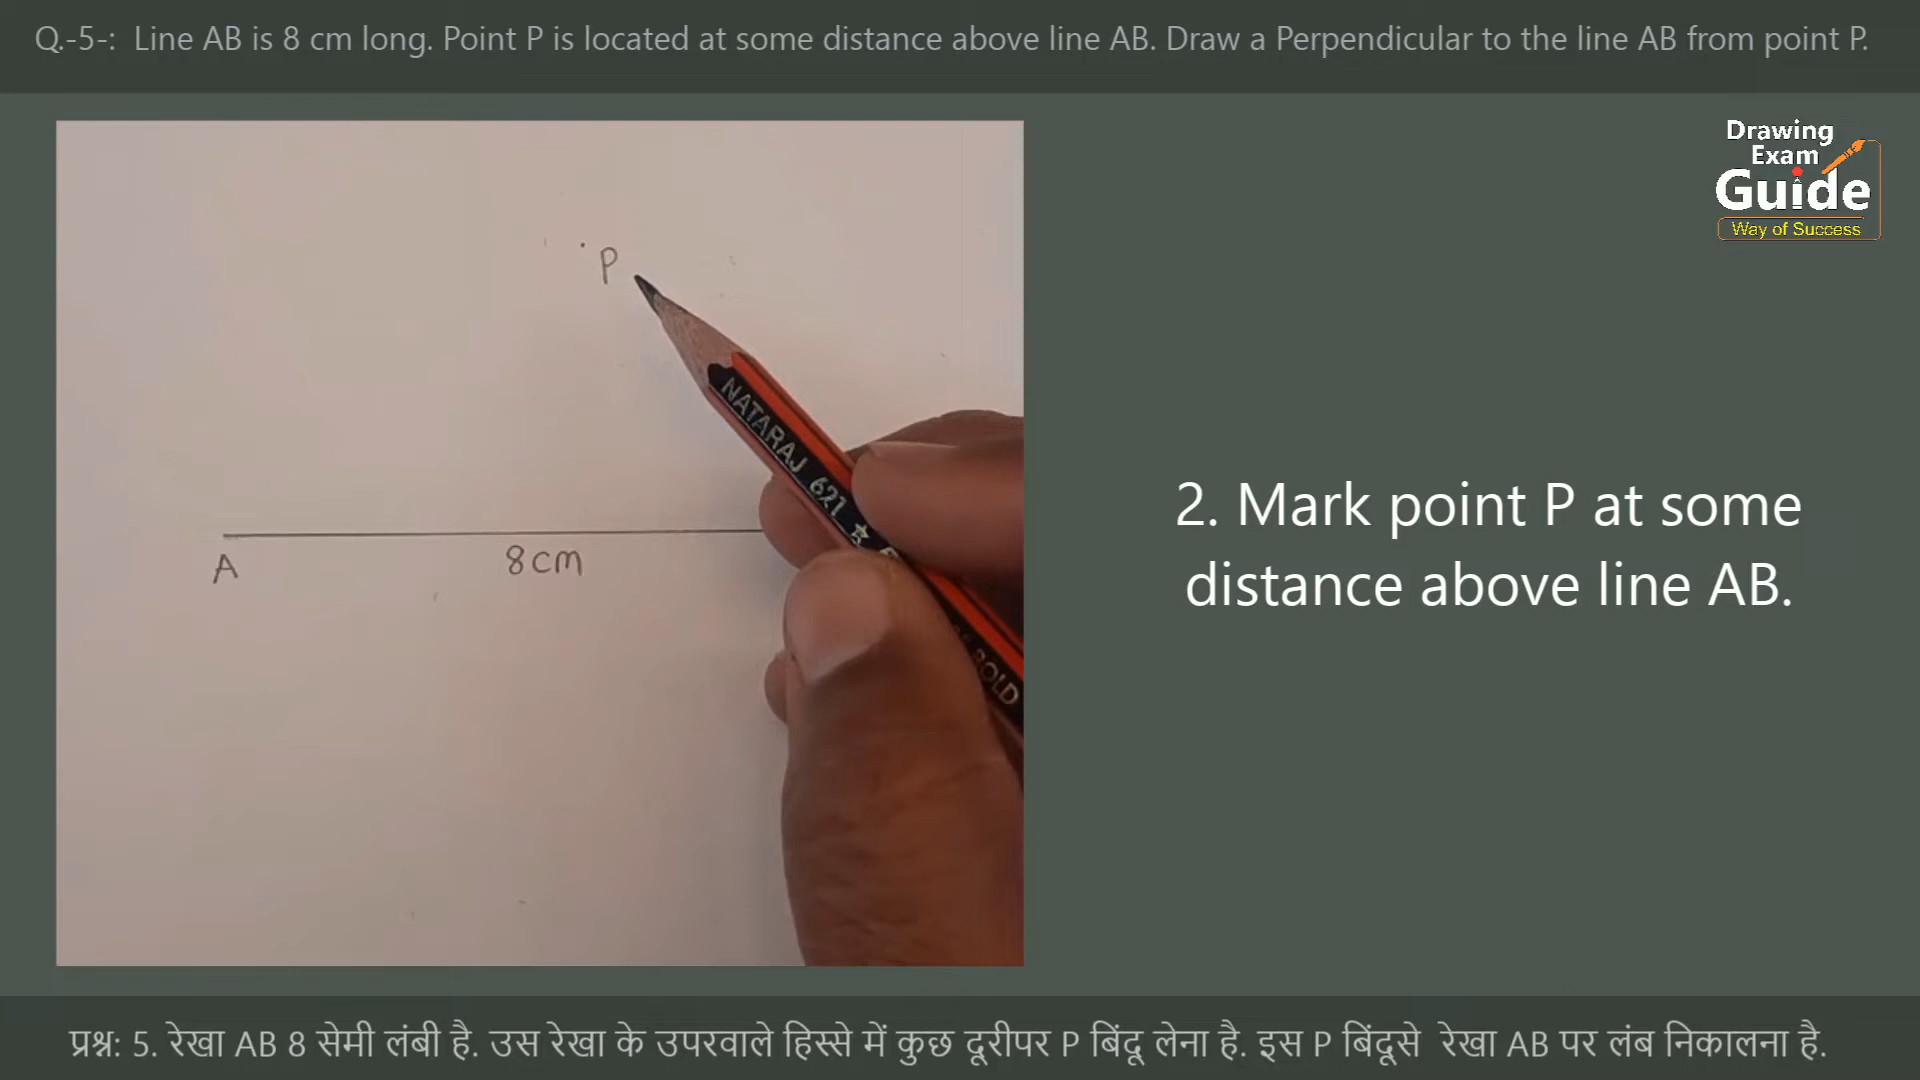 Q.-5-: Line AB is 8 cm long. Point P is located at some distance above line AB. Draw a Perpendicular to the line AB from point P.
Drawing
Exam
Guide
Way of Success
P
NATARAJ 621
BOLD
A
8cm
2. Mark point P at some
distance above line AB.
प्रश्न: 5. रेखा AB 8 सेमी लंबी है. उस रेखा के उपरवाले हिस्से में कुछ दूरीपर P बिंदू लेना है. इस P बिंदूसे रेखा AB पर लंब निकालना है.